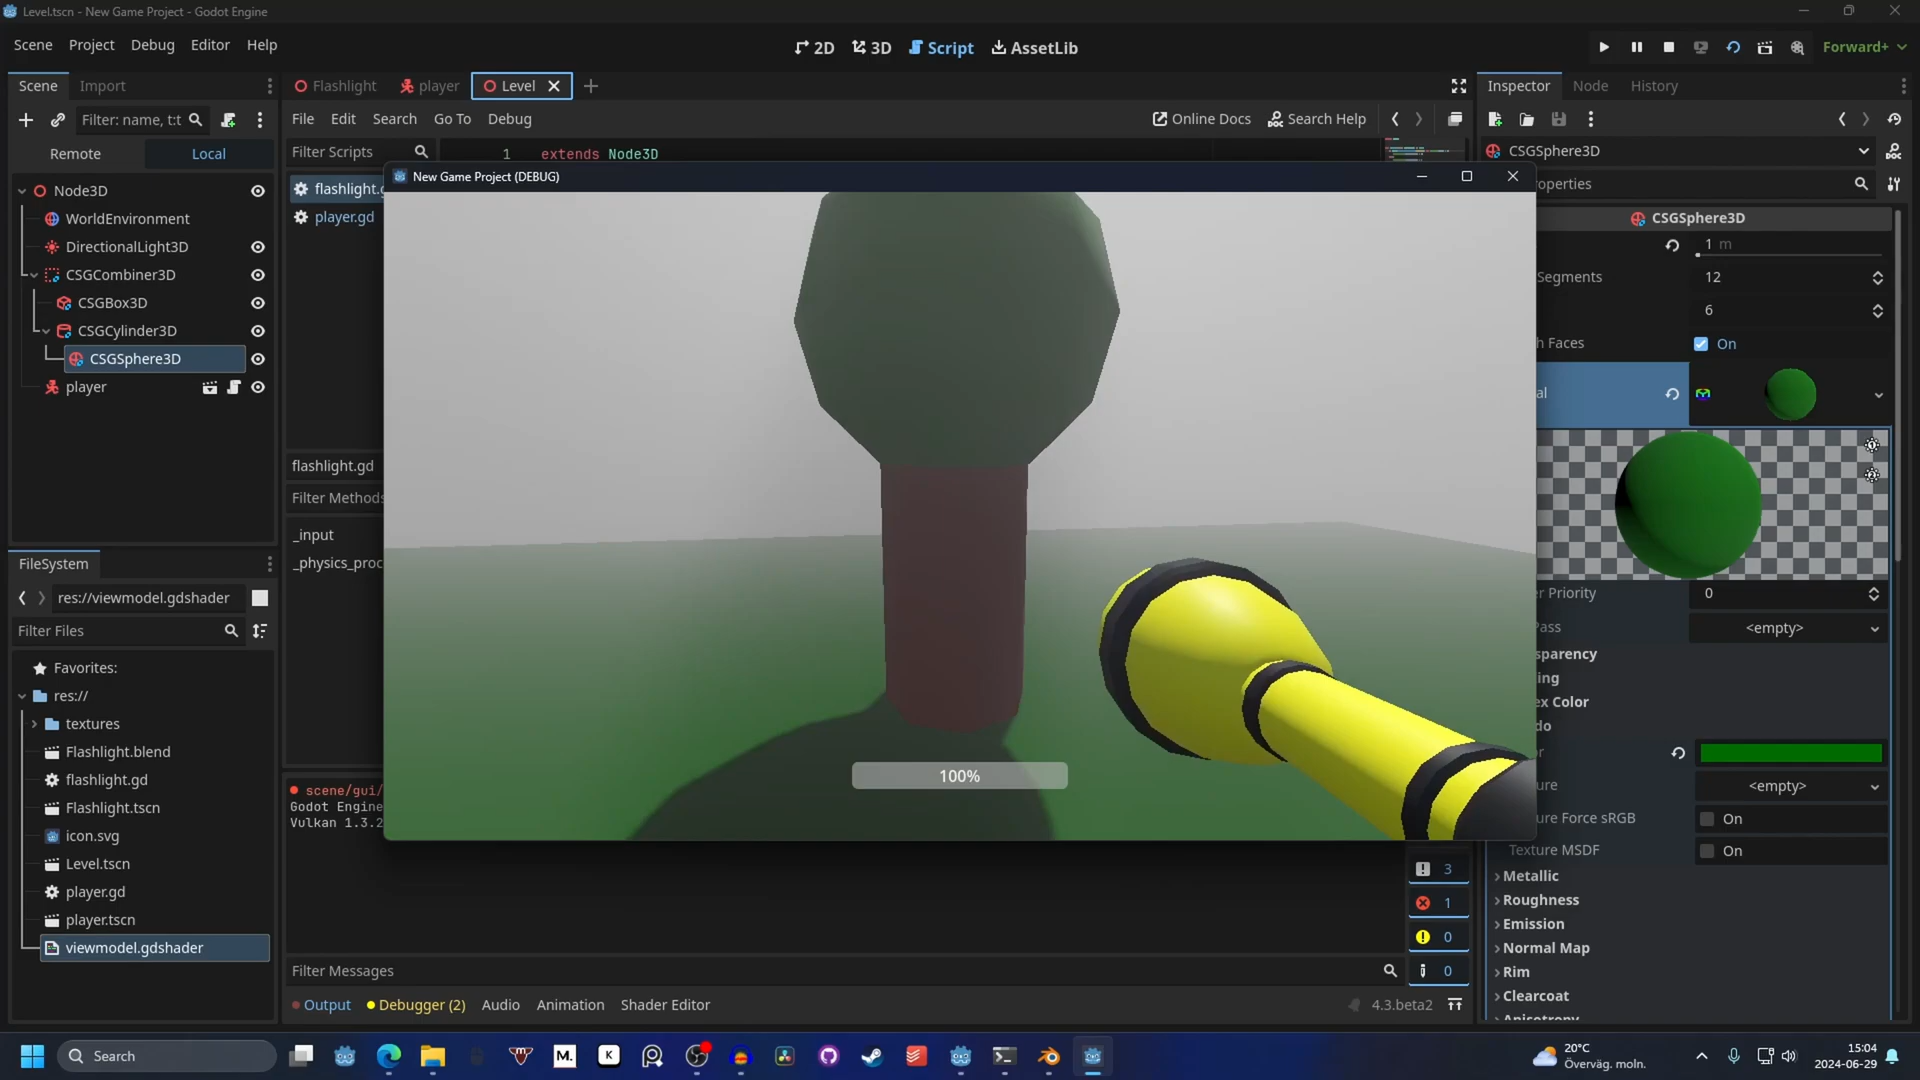 Level.tscn - New Game Project - Godot Engine
Scene Project Debug Editor Help
2D 3D Script AssetLib
Forward+
Scene Import
Flashlight player Level
Inspector Node History
Filter: name, t:t
File Edit Search Go To Debug
Online Docs Search Help
Remote Local
Filter Scripts
1 extends Node3D
CSGSphere3D
Node3D
WorldEnvironment
DirectionalLight3D
CSGCombiner3D
CSGBox3D
CSGCylinder3D
CSGSphere3D
player
flashlight.g
player.gd
flashlight.gd
Filter Methods
_input
_physics_proc
New Game Project (DEBUG)
100%
roperties
CSGSphere3D
1 m
Segments 12
6
h Faces On
al
r Priority 0
Pass <empty>
sparency
ing
ex Color
do
r
ure <empty>
ure Force sRGB On
Texture MSDF On
Metallic
Roughness
Emission
Normal Map
Rim
Clearcoat
Anisotropy
FileSystem
res://viewmodel.gdshader
Filter Files
Favorites:
res://
textures
Flashlight.blend
flashlight.gd
Flashlight.tscn
icon.svg
Level.tscn
player.gd
player.tscn
viewmodel.gdshader
scene/gui/
Godot Engine
Vulkan 1.3.2
3
1
0
0
Filter Messages
Output Debugger (2) Audio Animation Shader Editor
4.3.beta2
Search
M.
K
20°C
Överväg. moln.
15:04
2024-06-29